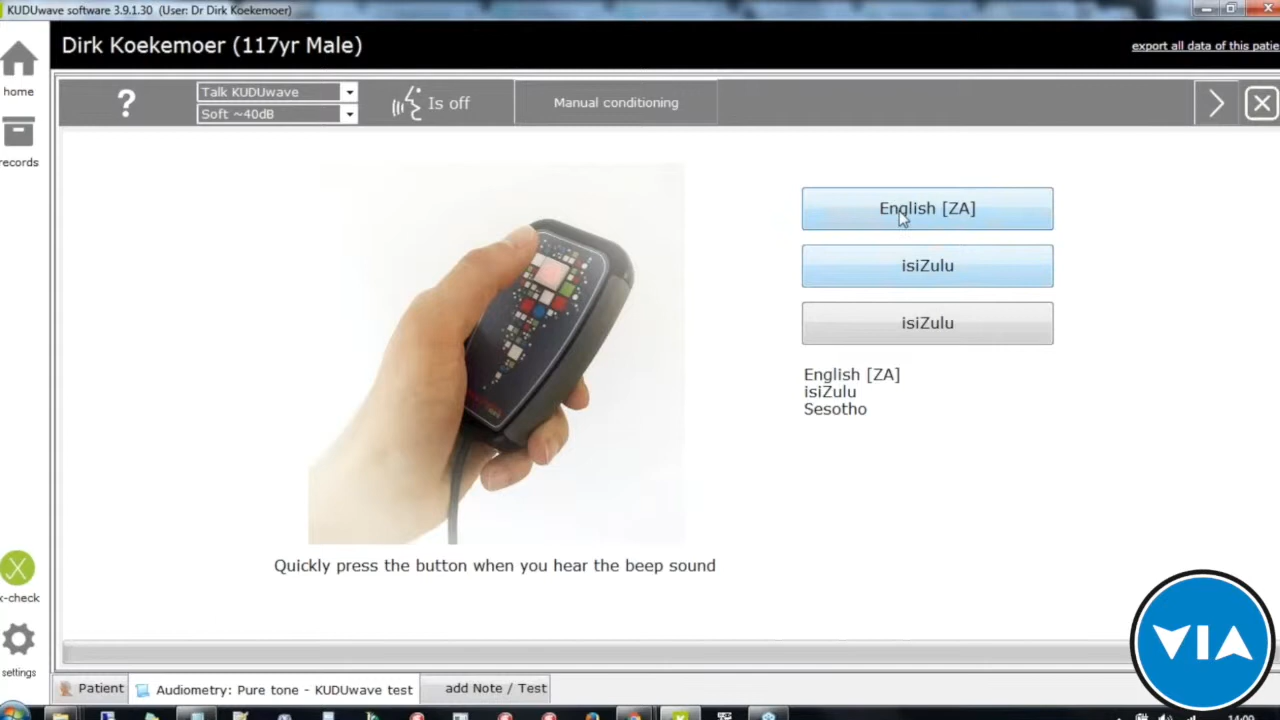 KUDUwave software 3.9.1.30 (User: Dr Dirk Koekemoer)
Dirk Koekemoer (117yr Male)
export all data of this patie
home
records
?
Talk KUDUwave
Soft ~40dB
Is off
Manual conditioning
English [ZA]
isiZulu
isiZulu
English [ZA]
isiZulu
Sesotho
Quickly press the button when you hear the beep sound
x-check
settings
Patient
Audiometry: Pure tone - KUDUwave test
add Note / Test
VIA
14:09